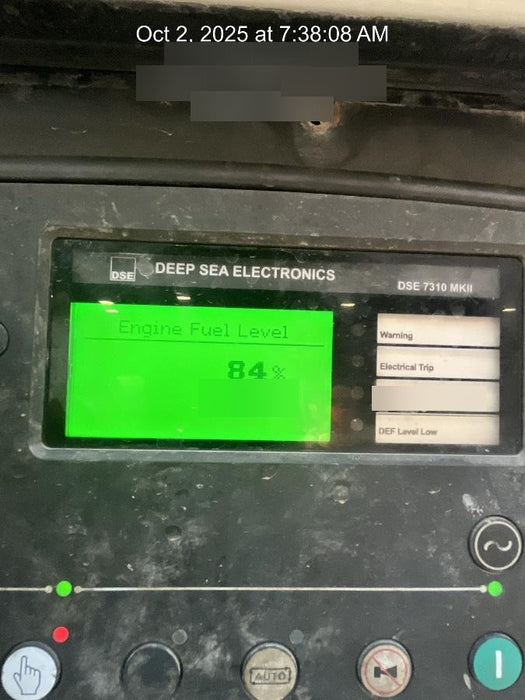 Oct 2, 2025 at 7:38:08 AM
DSE
DEEP SEA ELECTRONICS
DSE 7310 MKII
Engine Fuel Level
84%
Warning
Electrical Trip
DEF Level Low
AUTO